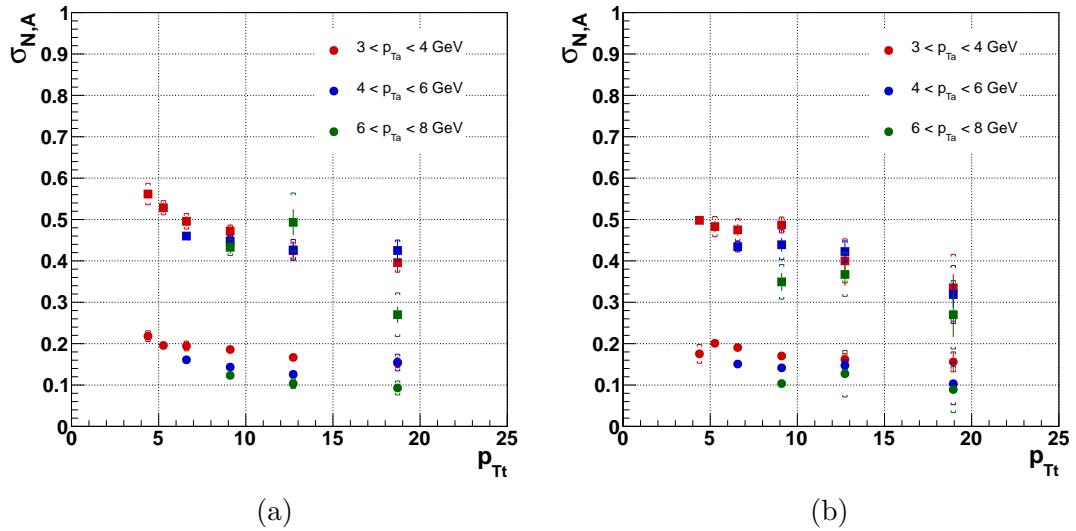 σN,A
1
0.9
0.8
0.7
0.6
0.5
0.4
0.3
0.2
0.1
0
3 < pTa < 4 GeV
4 < pTa < 6 GeV
6 < pTa < 8 GeV
0 5 10 15 20 25
pTt
(a)
σN,A
1
0.9
0.8
0.7
0.6
0.5
0.4
0.3
0.2
0.1
0
3 < pTa < 4 GeV
4 < pTa < 6 GeV
6 < pTa < 8 GeV
0 5 10 15 20 25
pTt
(b)